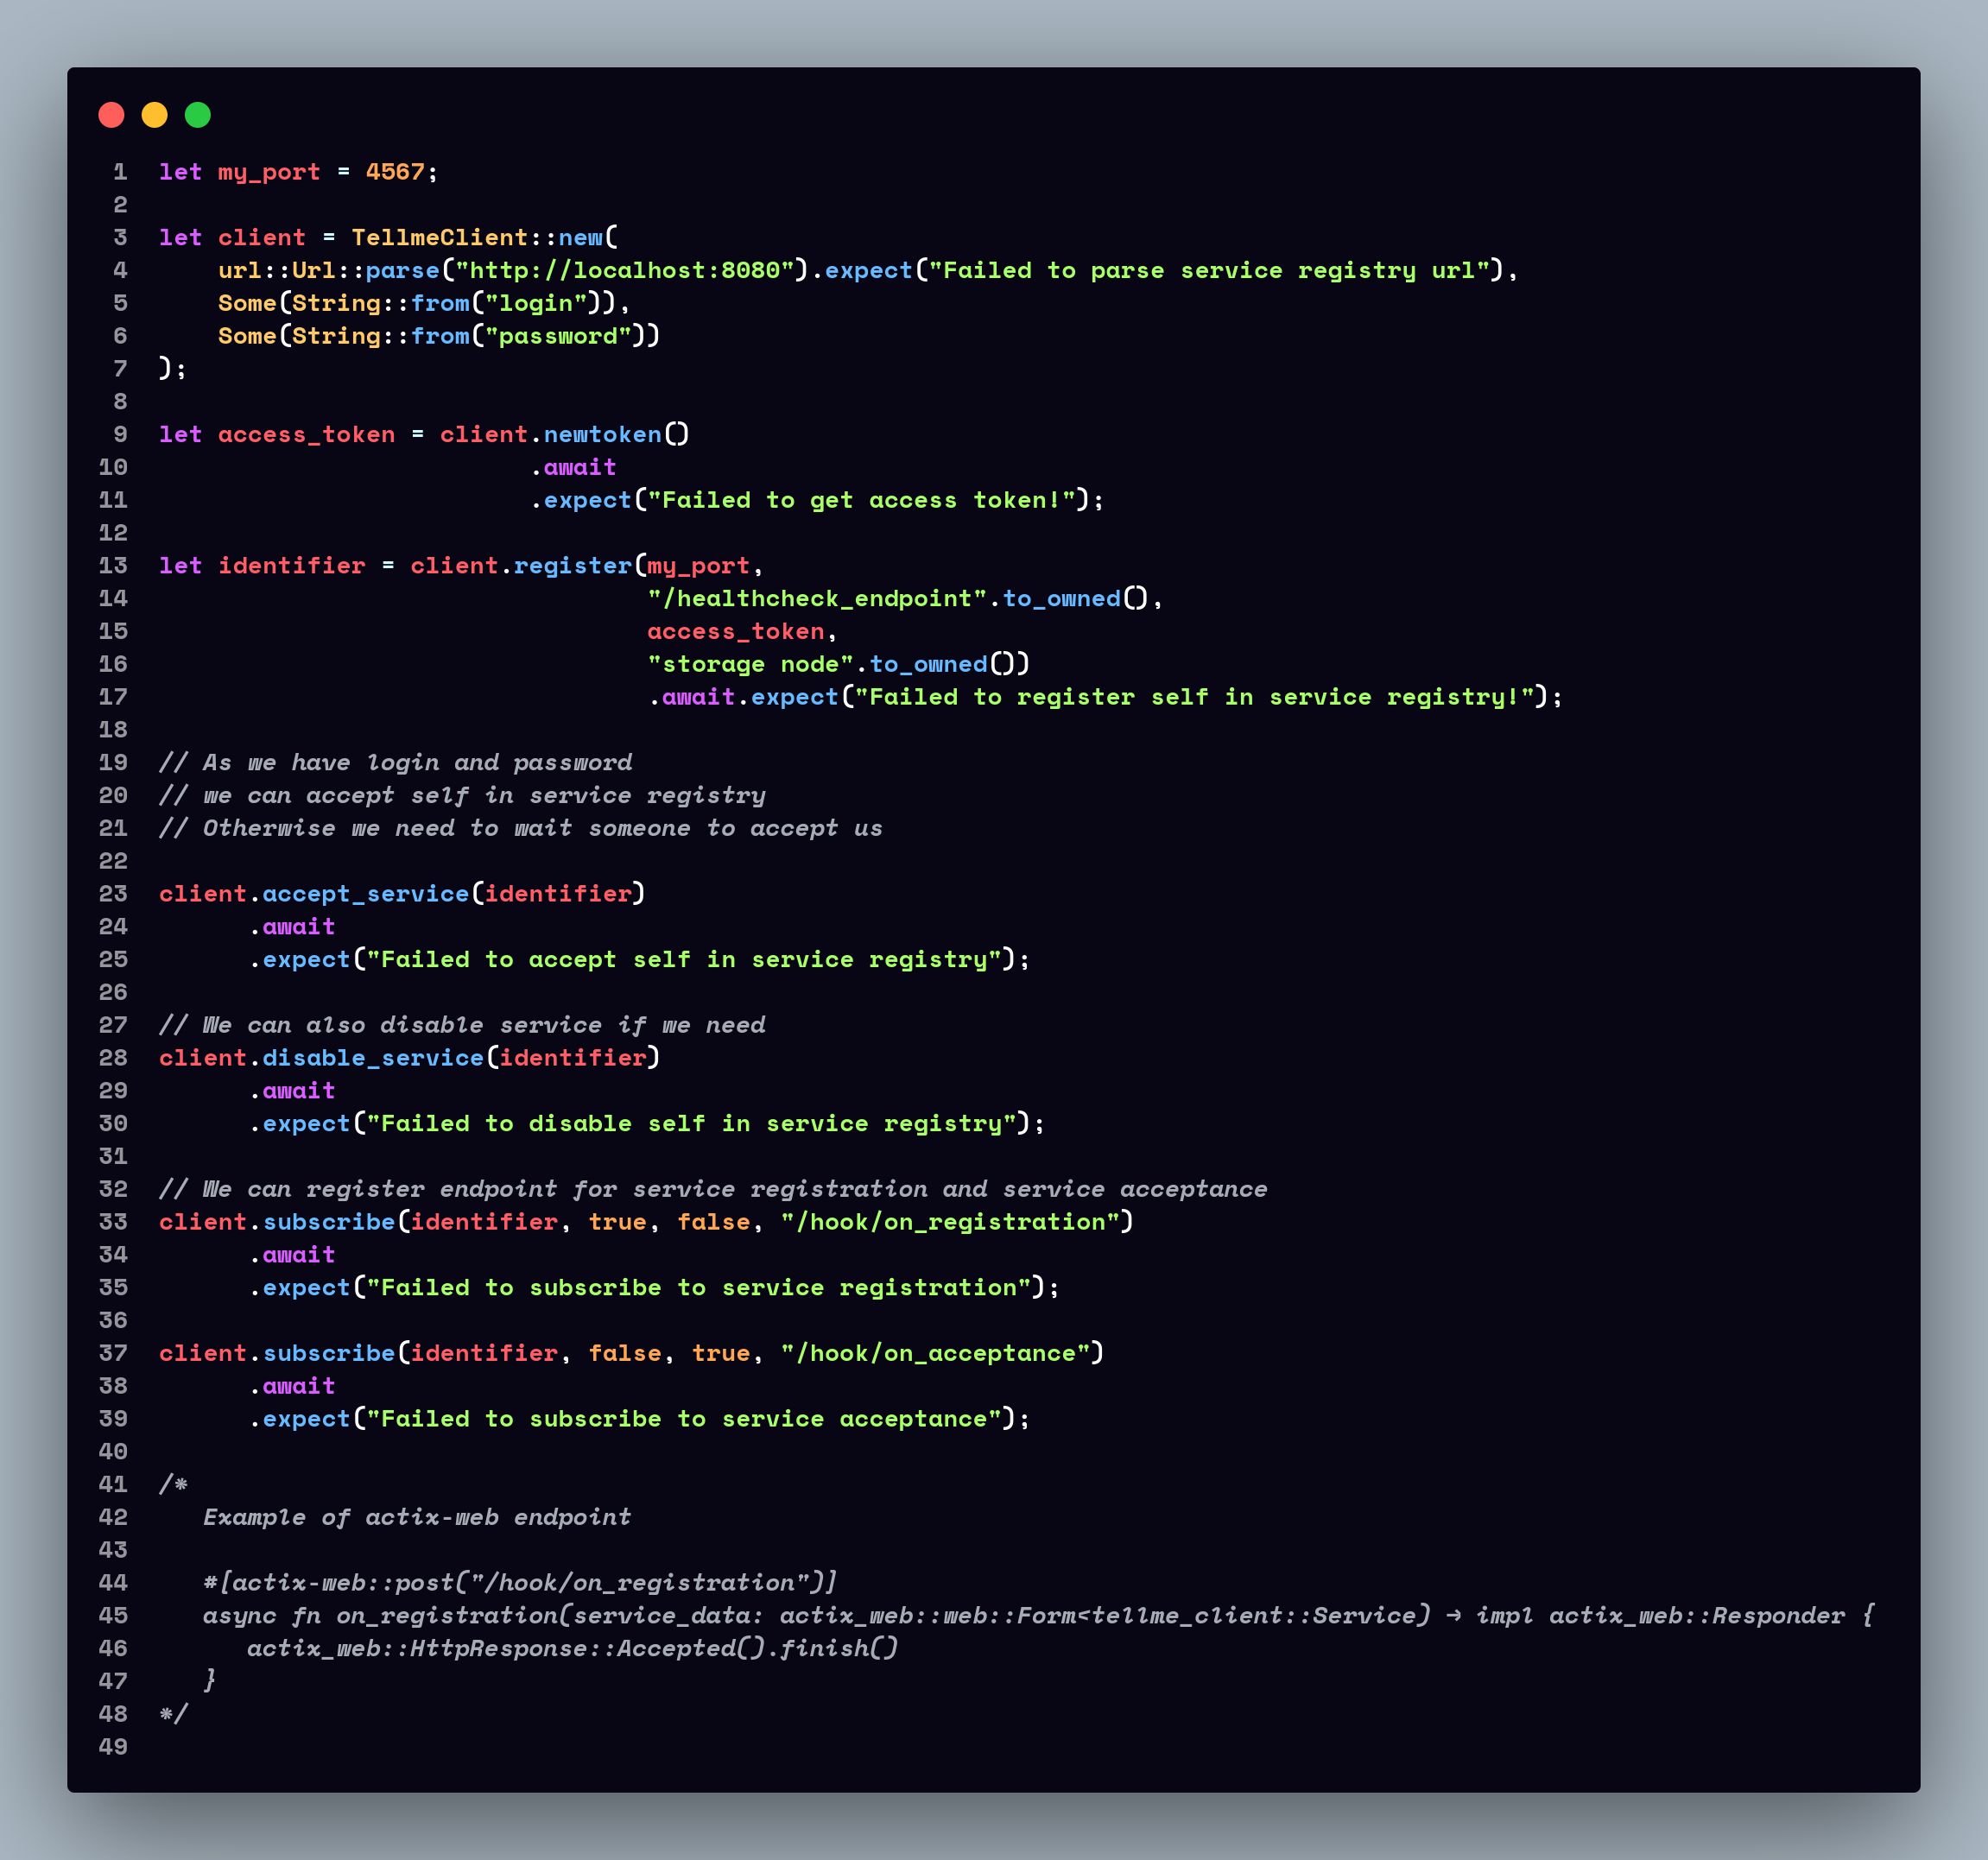 1 let my_port = 4567;
2
3 let client = TellmeClient::new(
4     url::Url::parse("http://localhost:8080").expect("Failed to parse service registry url"),
5     Some(String::from("login")),
6     Some(String::from("password"))
7 );
8
9 let access_token = client.newtoken()
10                          .await
11                          .expect("Failed to get access token!");
12
13 let identifier = client.register(my_port,
14                                  "/healthcheck_endpoint".to_owned(),
15                                  access_token,
16                                  "storage node".to_owned())
17                                  .await.expect("Failed to register self in service registry!");
18
19 // As we have login and password
20 // we can accept self in service registry
21 // Otherwise we need to wait someone to accept us
22
23 client.accept_service(identifier)
24       .await
25       .expect("Failed to accept self in service registry");
26
27 // We can also disable service if we need
28 client.disable_service(identifier)
29       .await
30       .expect("Failed to disable self in service registry");
31
32 // We can register endpoint for service registration and service acceptance
33 client.subscribe(identifier, true, false, "/hook/on_registration")
34       .await
35       .expect("Failed to subscribe to service registration");
36
37 client.subscribe(identifier, false, true, "/hook/on_acceptance")
38       .await
39       .expect("Failed to subscribe to service acceptance");
40
41 /*
42    Example of actix-web endpoint
43
44    #[actix-web::post("/hook/on_registration")]
45    async fn on_registration(service_data: actix_web::web::Form<tellme_client::Service) → impl actix_web::Responder {
46       actix_web::HttpResponse::Accepted().finish()
47    }
48 */
49